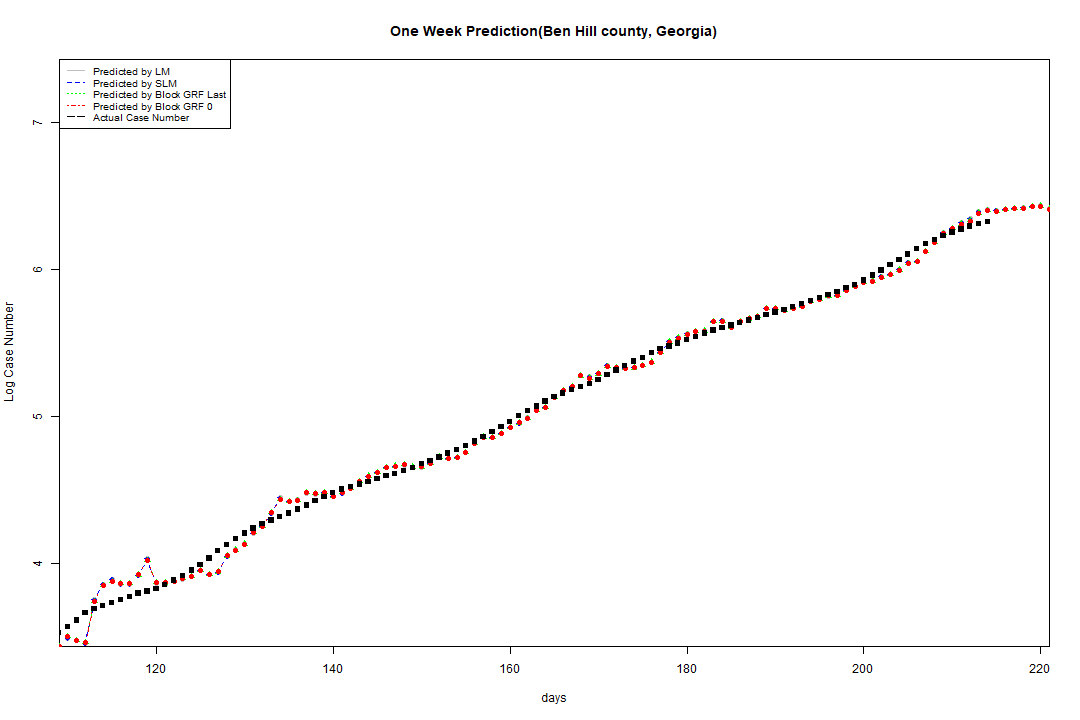 One Week Prediction(Ben Hill county, Georgia)
Predicted by LM
Predicted by SLM
Predicted by Block GRF Last
Predicted by Block GRF 0
Actual Case Number
7
6
5
4
Log Case Number
120 140 160 180 200 220
days